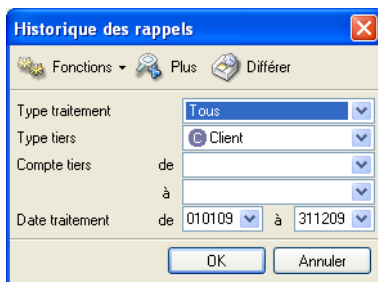 Historique des rappels
Fonctions Plus Différer
Type traitement Tous
Type tiers C Client
Compte tiers de
à
Date traitement de 010109 à 311209
OK Annuler